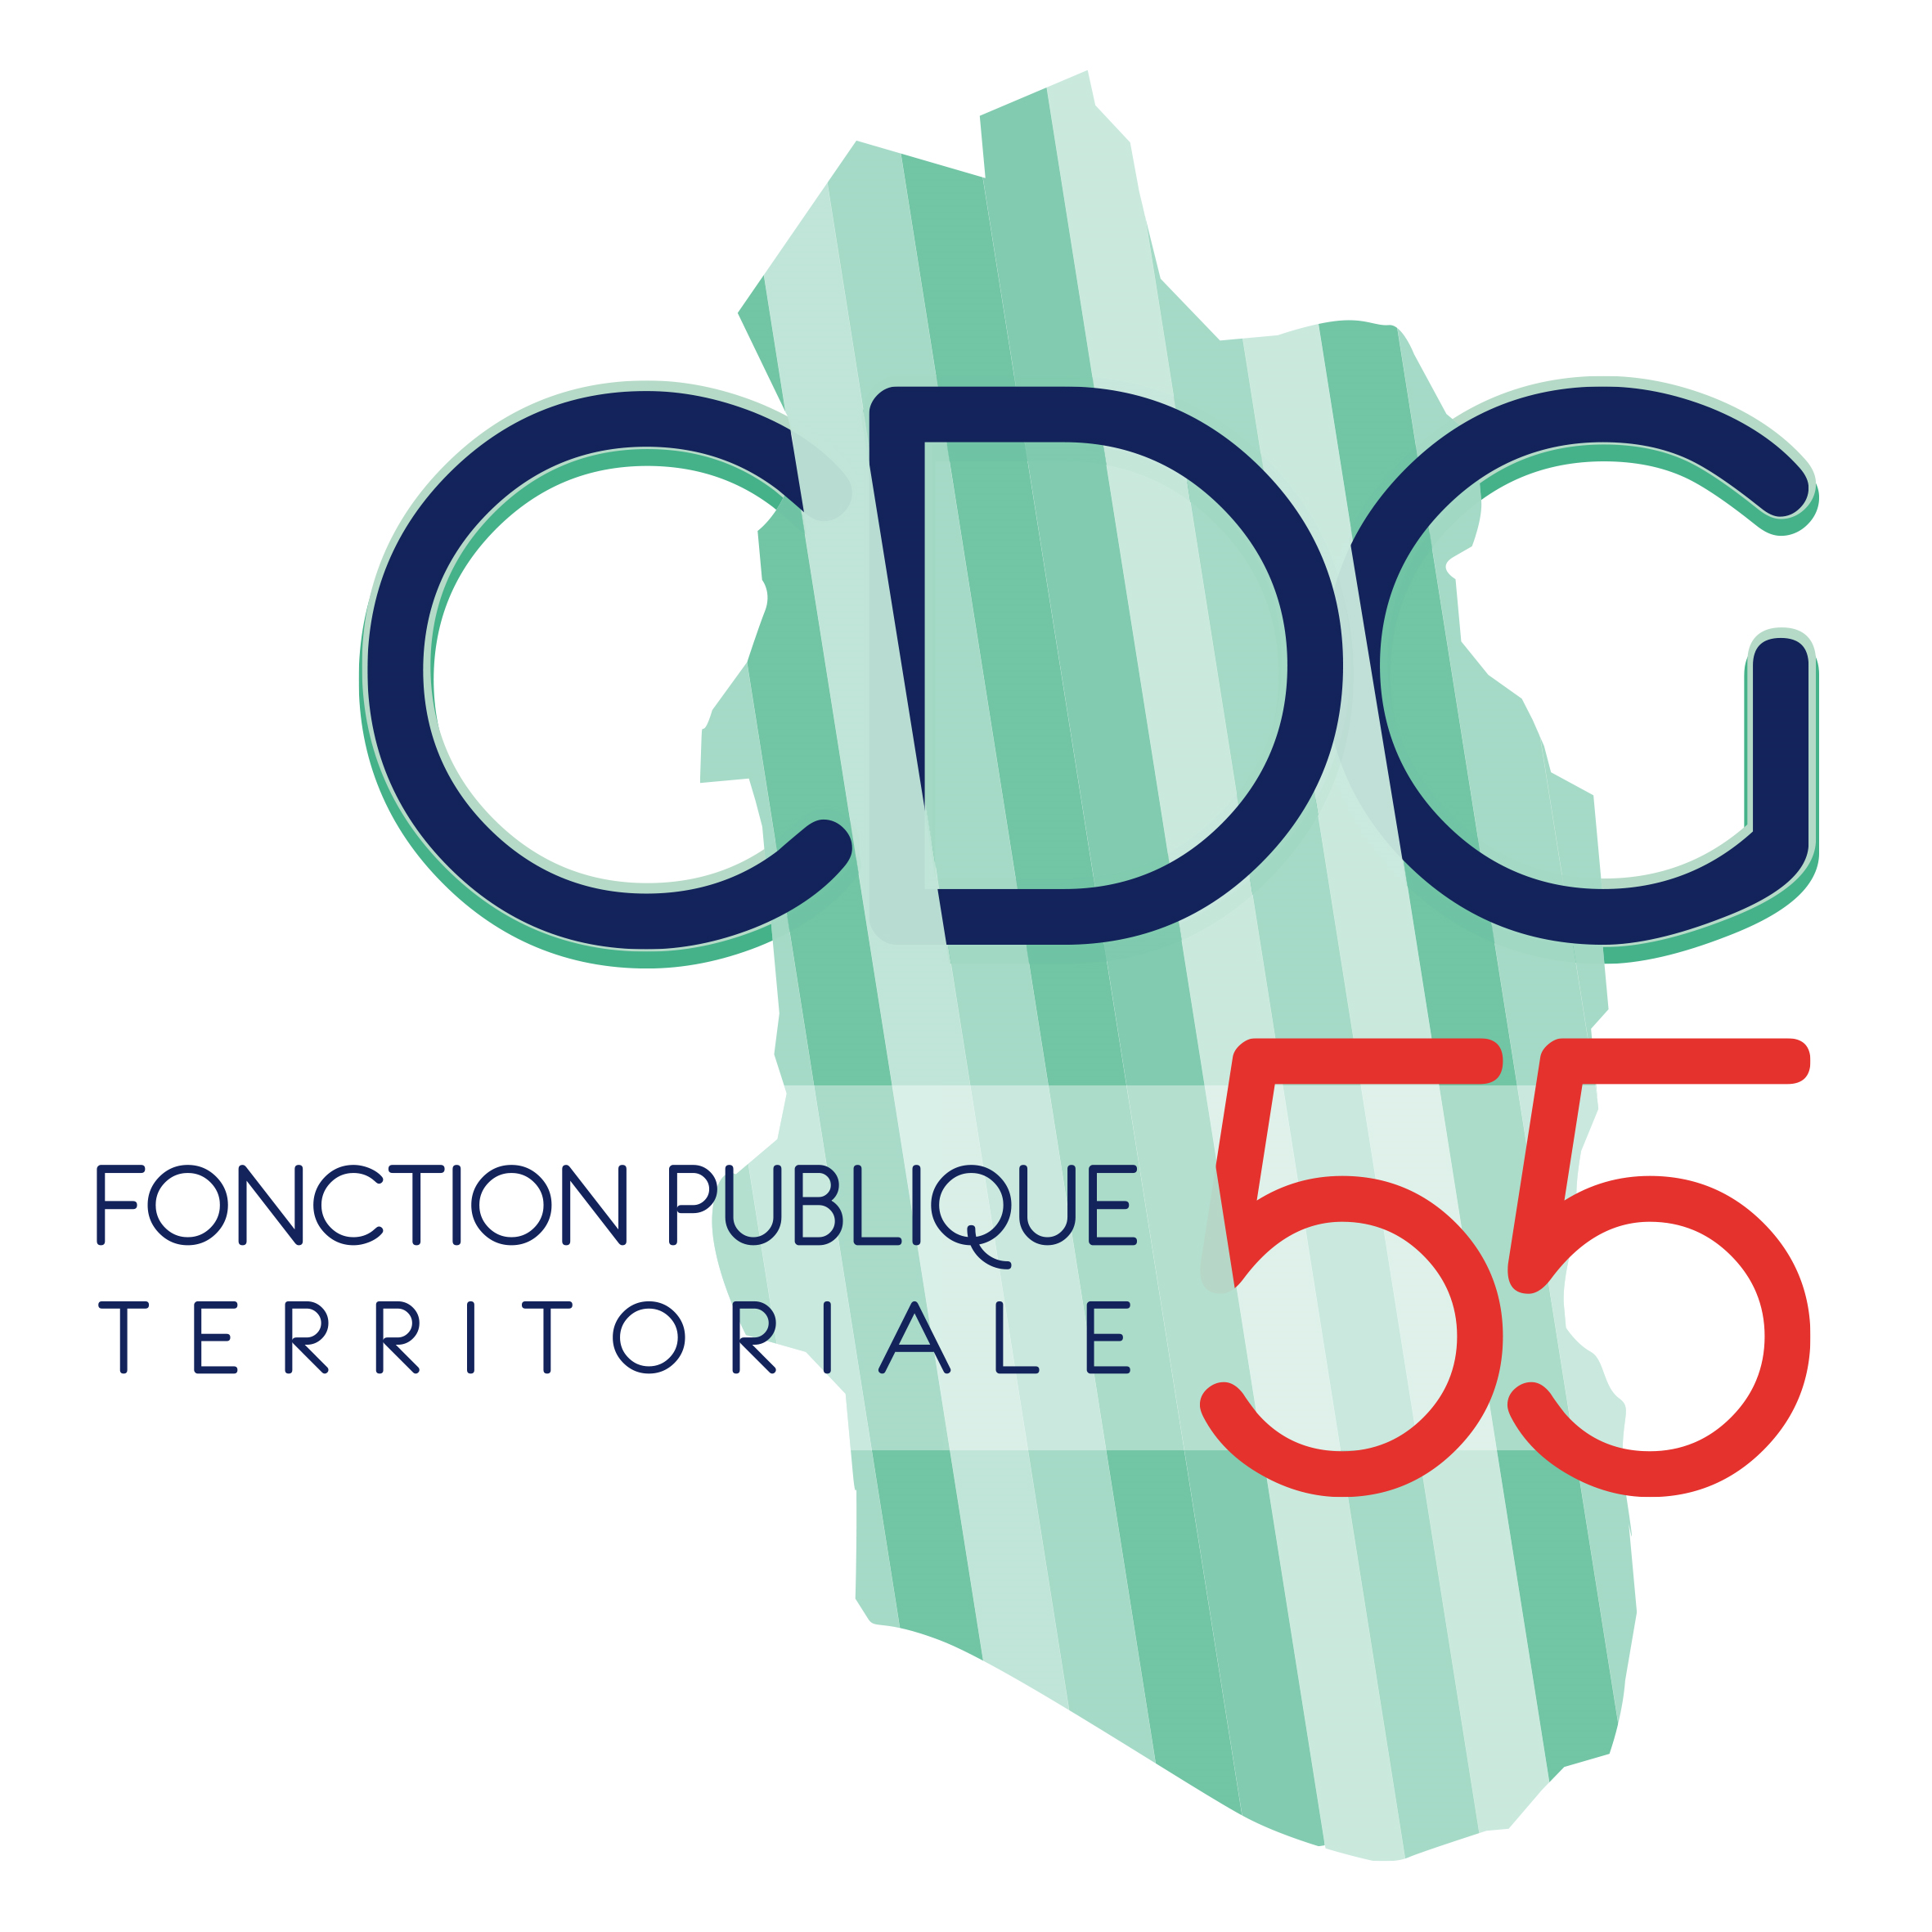 CDG
55
FONCTION PUBLIQUE
TERRITORIALE